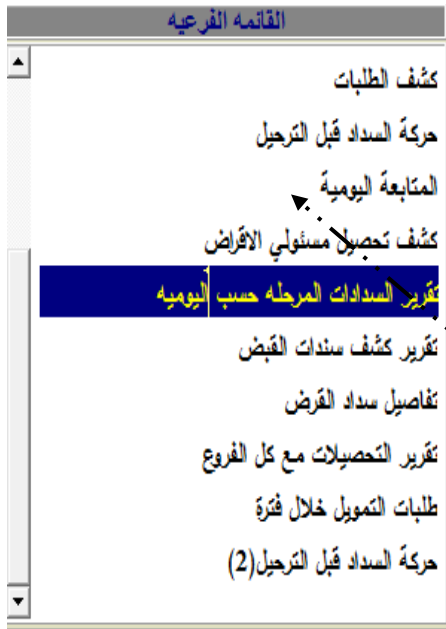 القائمه الفرعيه
كشف الطلبات
حركة السداد قبل الترحيل
المتابعة اليومية
كشف تحصيل مسئولي الاقراض
تقرير السدادات المرحله حسب اليوميه
تقرير كشف سندات القبض
تفاصيل سداد القرض
تقرير التحصيلات مع كل الفروع
طلبات التمويل خلال فترة
حركة السداد قبل الترحيل(2)